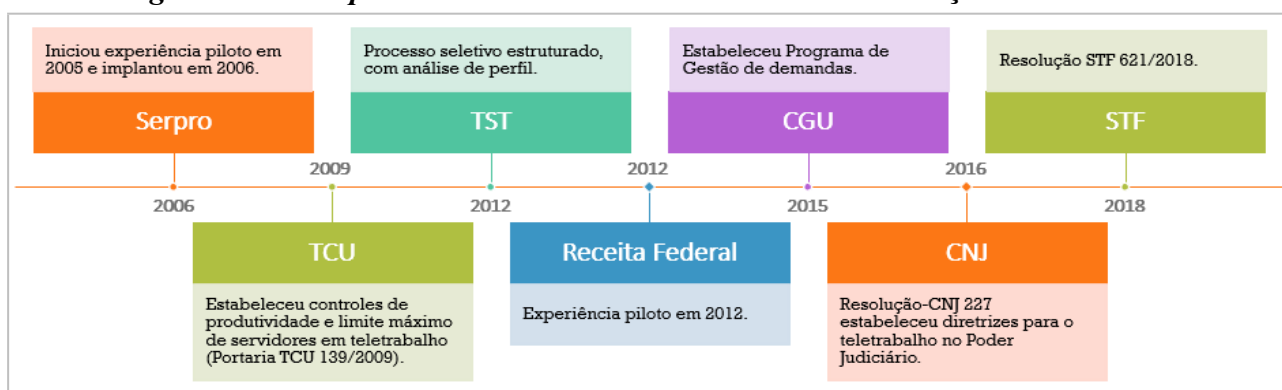 Iniciou experiência piloto em
2005 e implantou em 2006.
Serpro
2006
2009
TCU
Estabeleceu controles de
produtividade e limite máximo
de servidores em teletrabalho
(Portaria TCU 139/2009).
Processo seletivo estruturado,
com análise de perfil.
TST
2012
2012
Receita Federal
Experiência piloto em 2012.
Estabeleceu Programa de
Gestão de demandas.
CGU
2015
2016
CNJ
Resolução-CNJ 227
estabeleceu diretrizes para o
teletrabalho no Poder
Judiciário.
Resolução STF 621/2018.
STF
2018